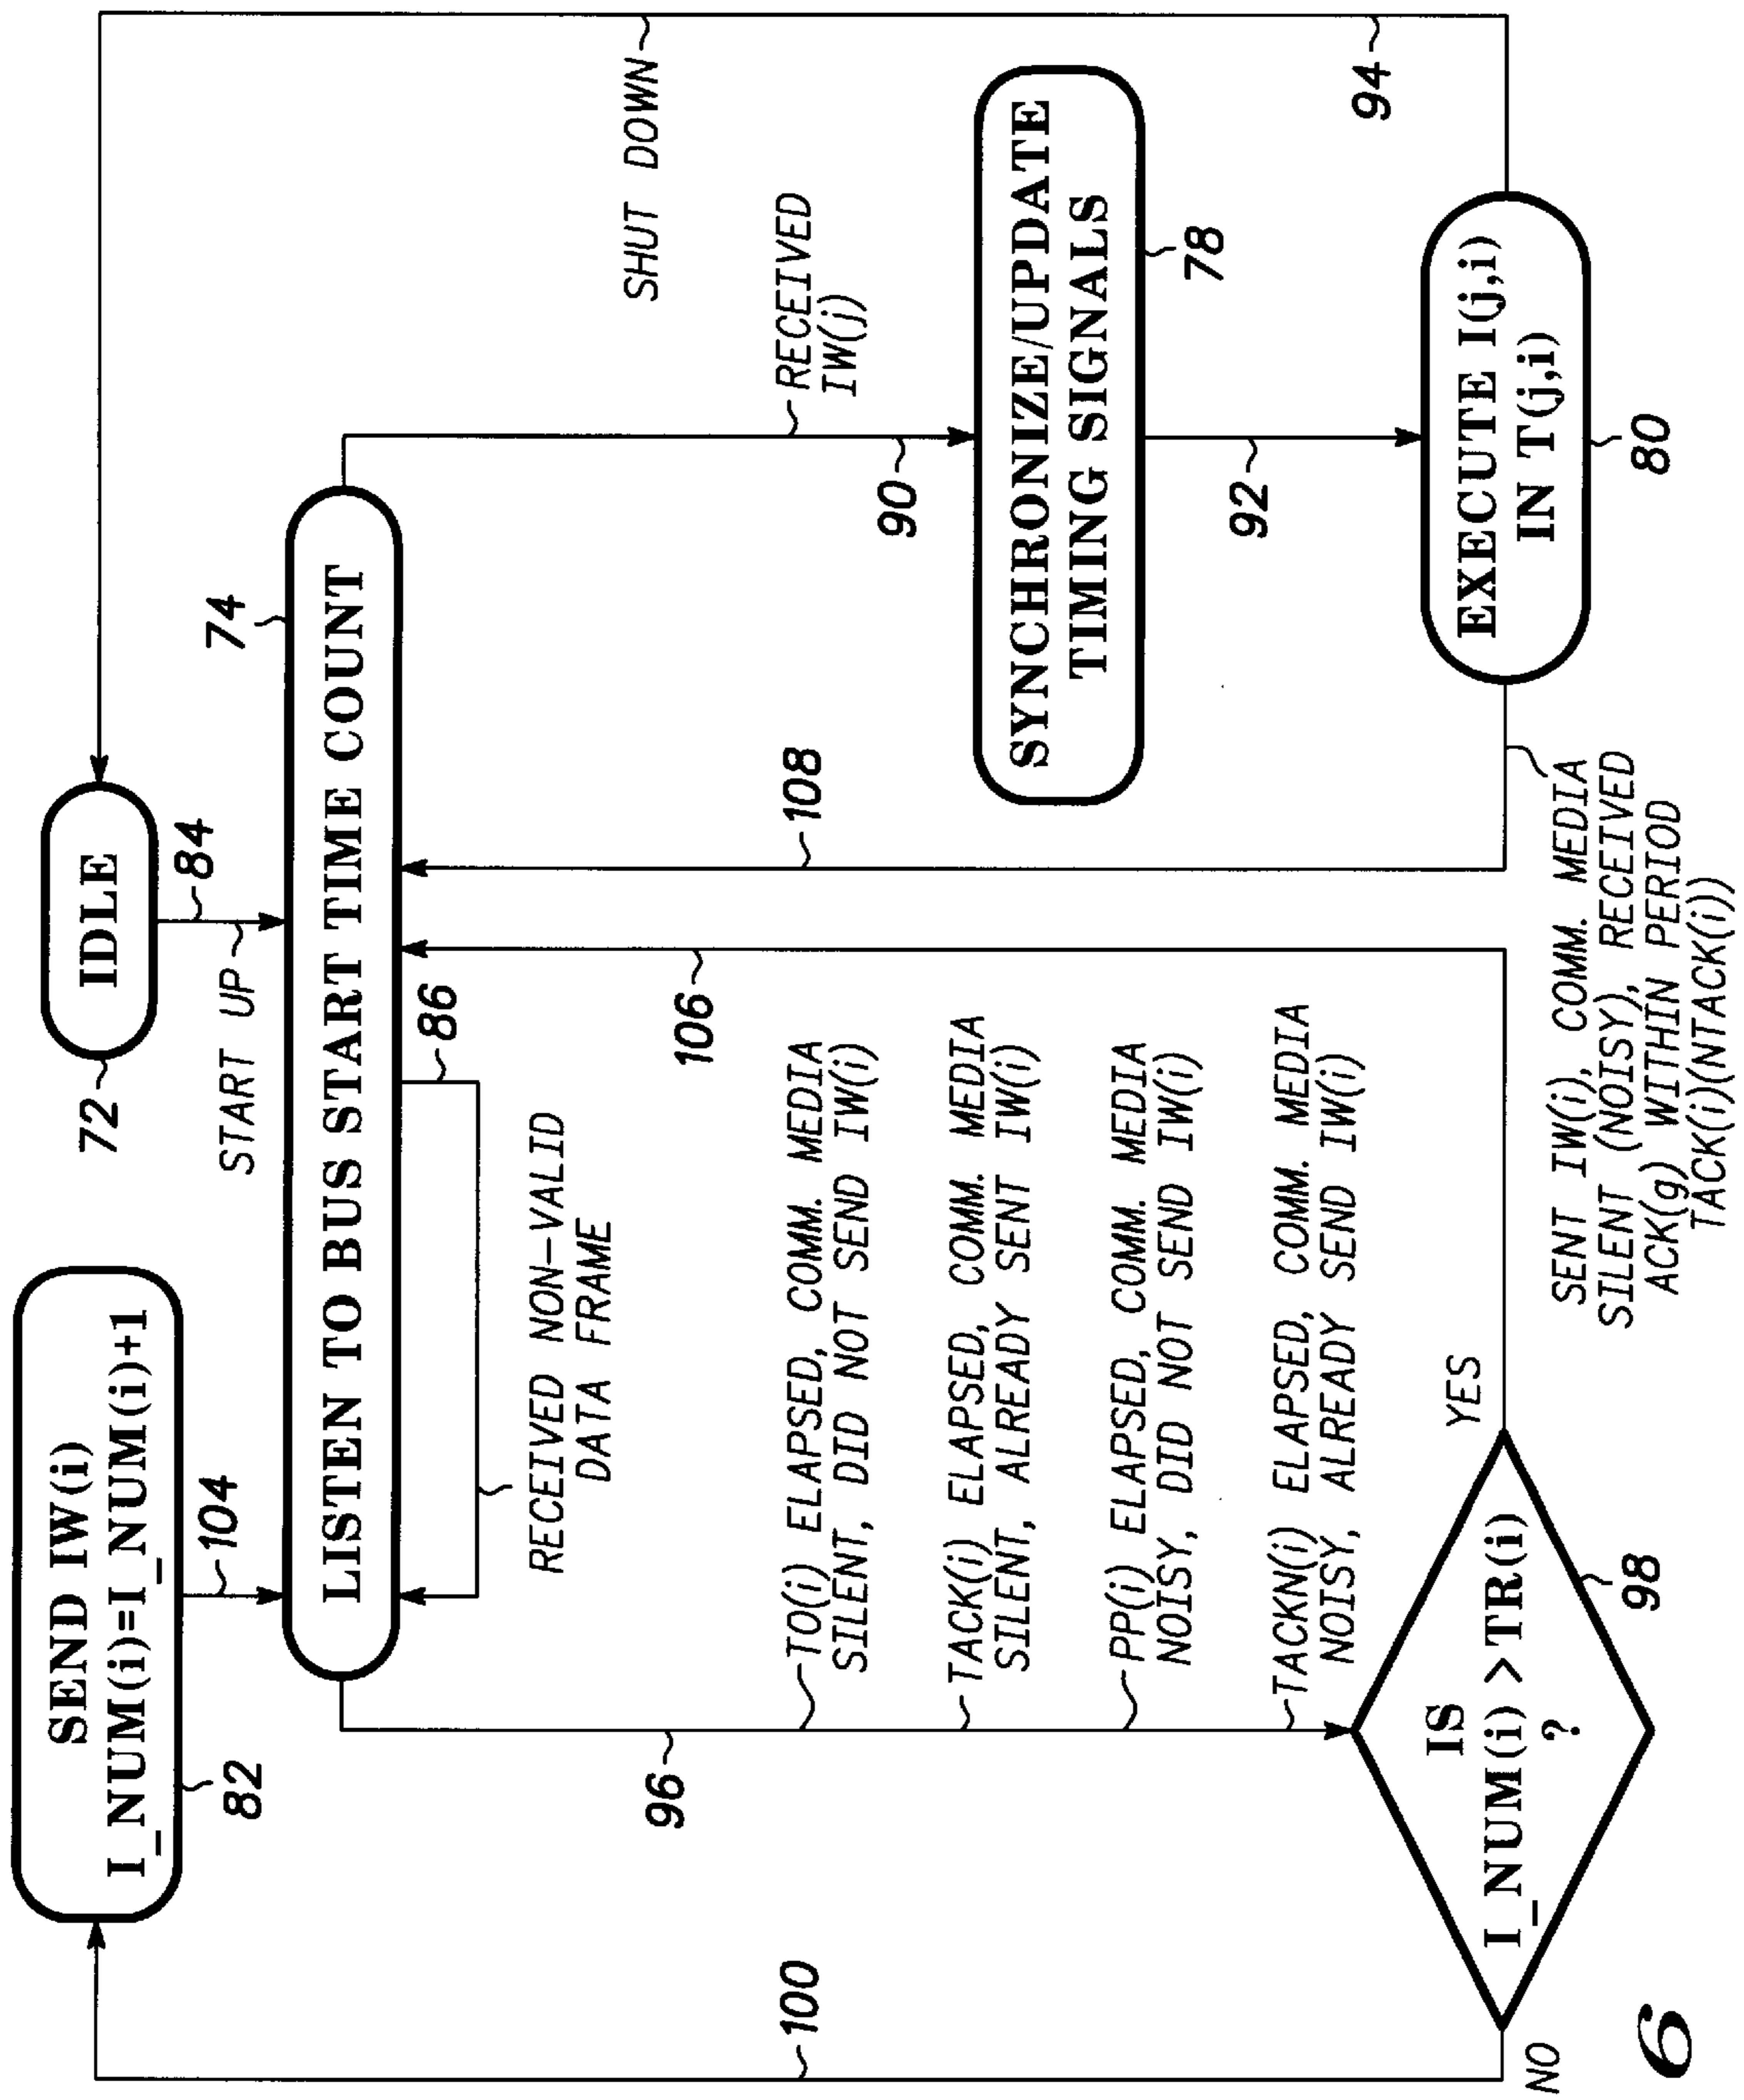 SEND IW(i)
I_NUM(i)=I_NUM(i)+1
82
104
IDLE
72
84
START UP
SHUT DOWN
74
LISTEN TO BUS START TIME COUNT
86
RECEIVED NON-VALID
DATA FRAME
RECEIVED
IW(j)
90
SYNCHRONIZE/UPDATE
TIMING SIGNALS
78
92
94
EXECUTE I(j,i)
IN T(j,i)
80
108
106
96
100
TO(i) ELAPSED, COMM. MEDIA
SILENT, DID NOT SEND IW(i)
TACK(i) ELAPSED, COMM. MEDIA
SILENT, ALREADY SENT IW(i)
PP(i) ELAPSED, COMM. MEDIA
NOISY, DID NOT SEND IW(i)
TACKN(i) ELAPSED, COMM. MEDIA
NOISY, ALREADY SEND IW(i)
IS
I_NUM(i) > TR(i)
?
98
YES
NO
SENT IW(i), COMM. MEDIA
SILENT (NOISY), RECEIVED
ACK(g) WITHIN PERIOD
TACK(i)(NTACK(i))
6